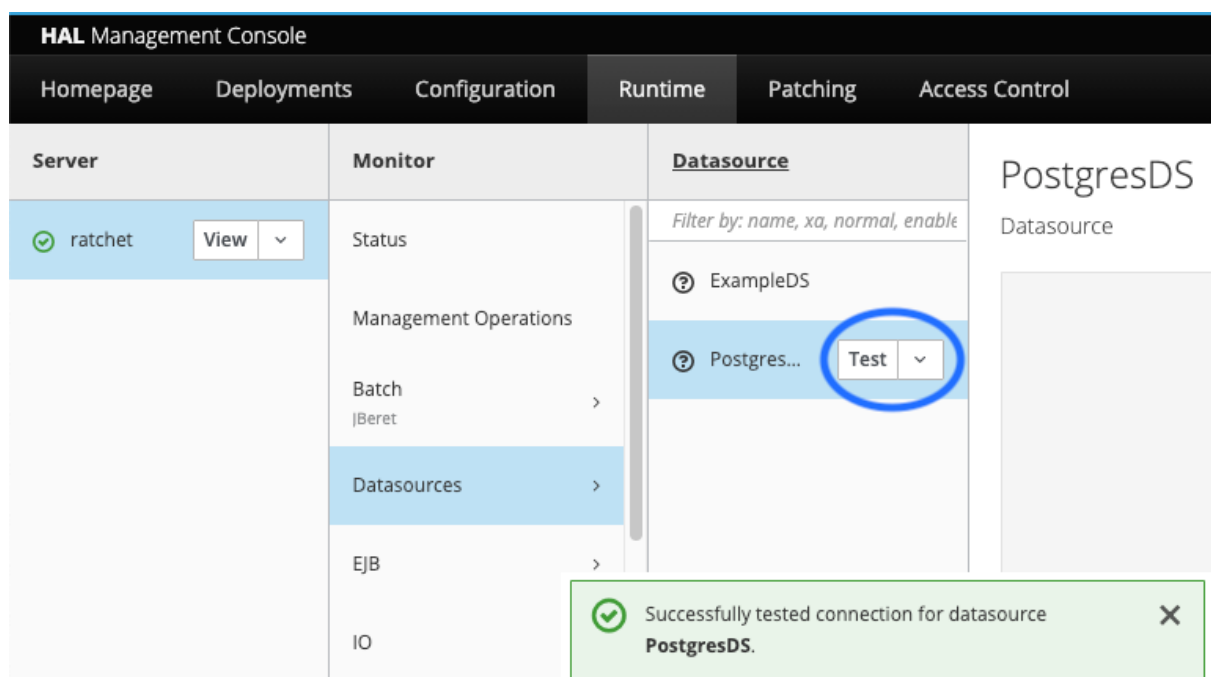 HAL Management Console
Homepage Deployments Configuration Runtime Patching Access Control
Server
ratchet View
Monitor
Status
Management Operations
Batch
JBeret
Datasources
EJB
IO
Datasource
Filter by: name, xa, normal, enable
ExampleDS
Postgres... Test
PostgresDS
Datasource
Successfully tested connection for datasource
PostgresDS.